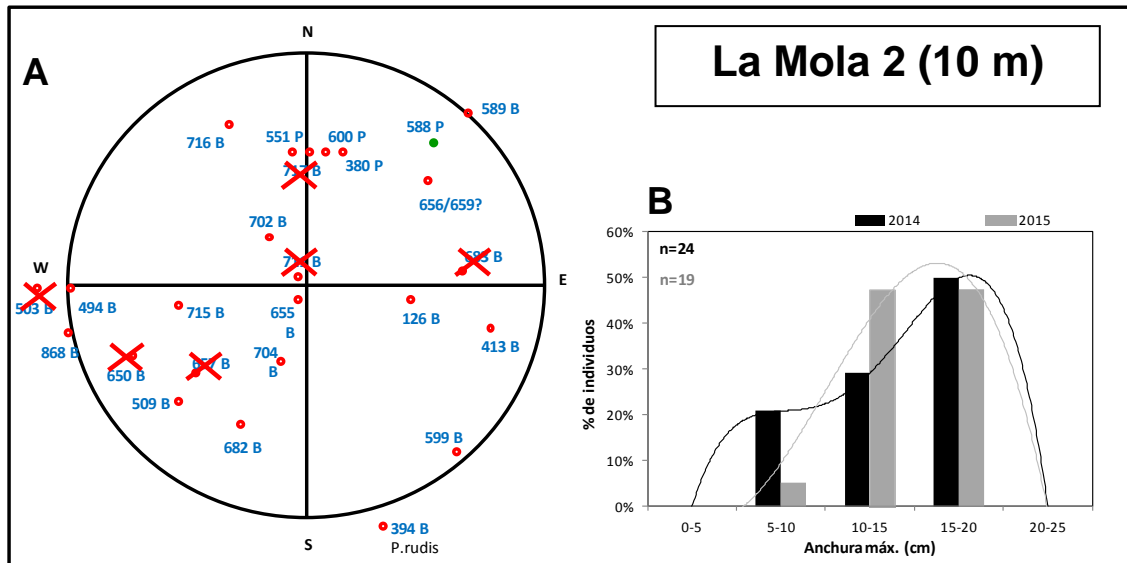 La Mola 2 (10 m)
A
N
589 B
588 P
716 B
551 P
600 P
380 P
656/659?
702 B
683 B
W
E
503 B
494 B
715 B
655
B
126 B
868 B
413 B
650 B
657 B
704
B
509 B
682 B
599 B
S
394 B
P.rudis
B
2014
2015
n=24
n=19
60%
50%
40%
30%
20%
10%
0%
% de individuos
0-5
5-10
10-15
15-20
20-25
Anchura máx. (cm)